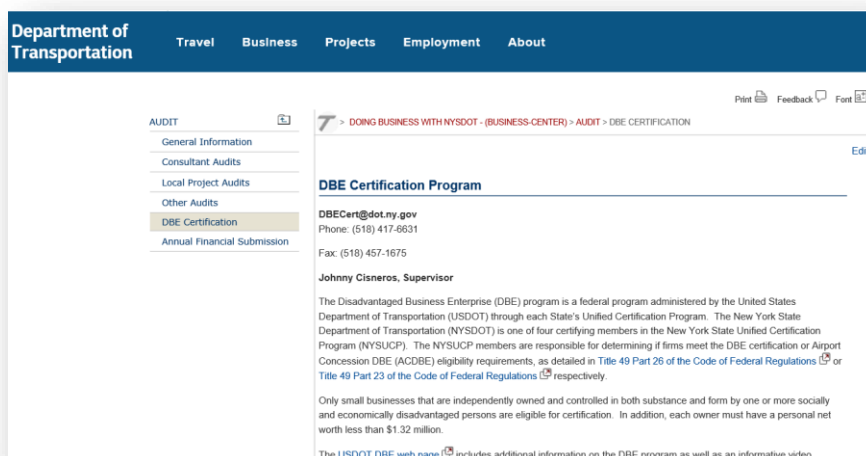 Department of
Transportation
Travel Business Projects Employment About
Print Feedback Font
AUDIT
General Information
Consultant Audits
Local Project Audits
Other Audits
DBE Certification
Annual Financial Submission
> DOING BUSINESS WITH NYSDOT - (BUSINESS-CENTER) > AUDIT > DBE CERTIFICATION
Edi
DBE Certification Program
DBECert@dot.ny.gov
Phone: (518) 417-6631
Fax: (518) 457-1675
Johnny Cisneros, Supervisor
The Disadvantaged Business Enterprise (DBE) program is a federal program administered by the United States
Department of Transportation (USDOT) through each State's Unified Certification Program. The New York State
Department of Transportation (NYSDOT) is one of four certifying members in the New York State Unified Certification
Program (NYSUCP). The NYSUCP members are responsible for determining if firms meet the DBE certification or Airport
Concession DBE (ACDBE) eligibility requirements, as detailed in Title 49 Part 26 of the Code of Federal Regulations or
Title 49 Part 23 of the Code of Federal Regulations respectively.
Only small businesses that are independently owned and controlled in both substance and form by one or more socially
and economically disadvantaged persons are eligible for certification. In addition, each owner must have a personal net
worth less than $1.32 million.
The USDOT DBE web page includes additional information on the DBE program as well as an informative video